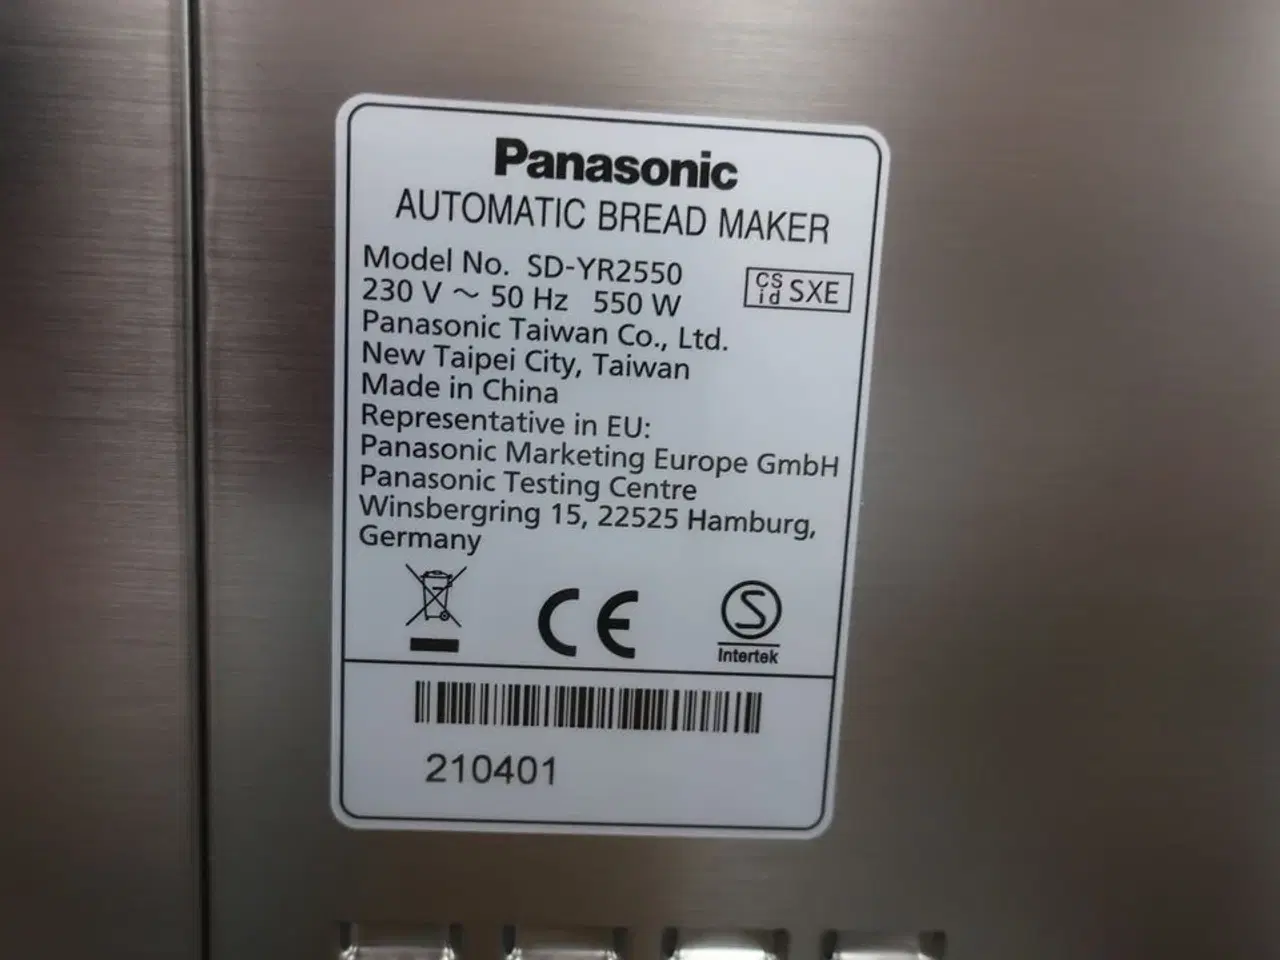 Panasonic
AUTOMATIC BREAD MAKER
Model No. SD-YR2550
230 V ~ 50 Hz 550 W
CS id SXE
Panasonic Taiwan Co., Ltd.
New Taipei City, Taiwan
Made in China
Representative in EU:
Panasonic Marketing Europe GmbH
Panasonic Testing Centre
Winsbergring 15, 22525 Hamburg,
Germany
CE
S
Intertek
210401